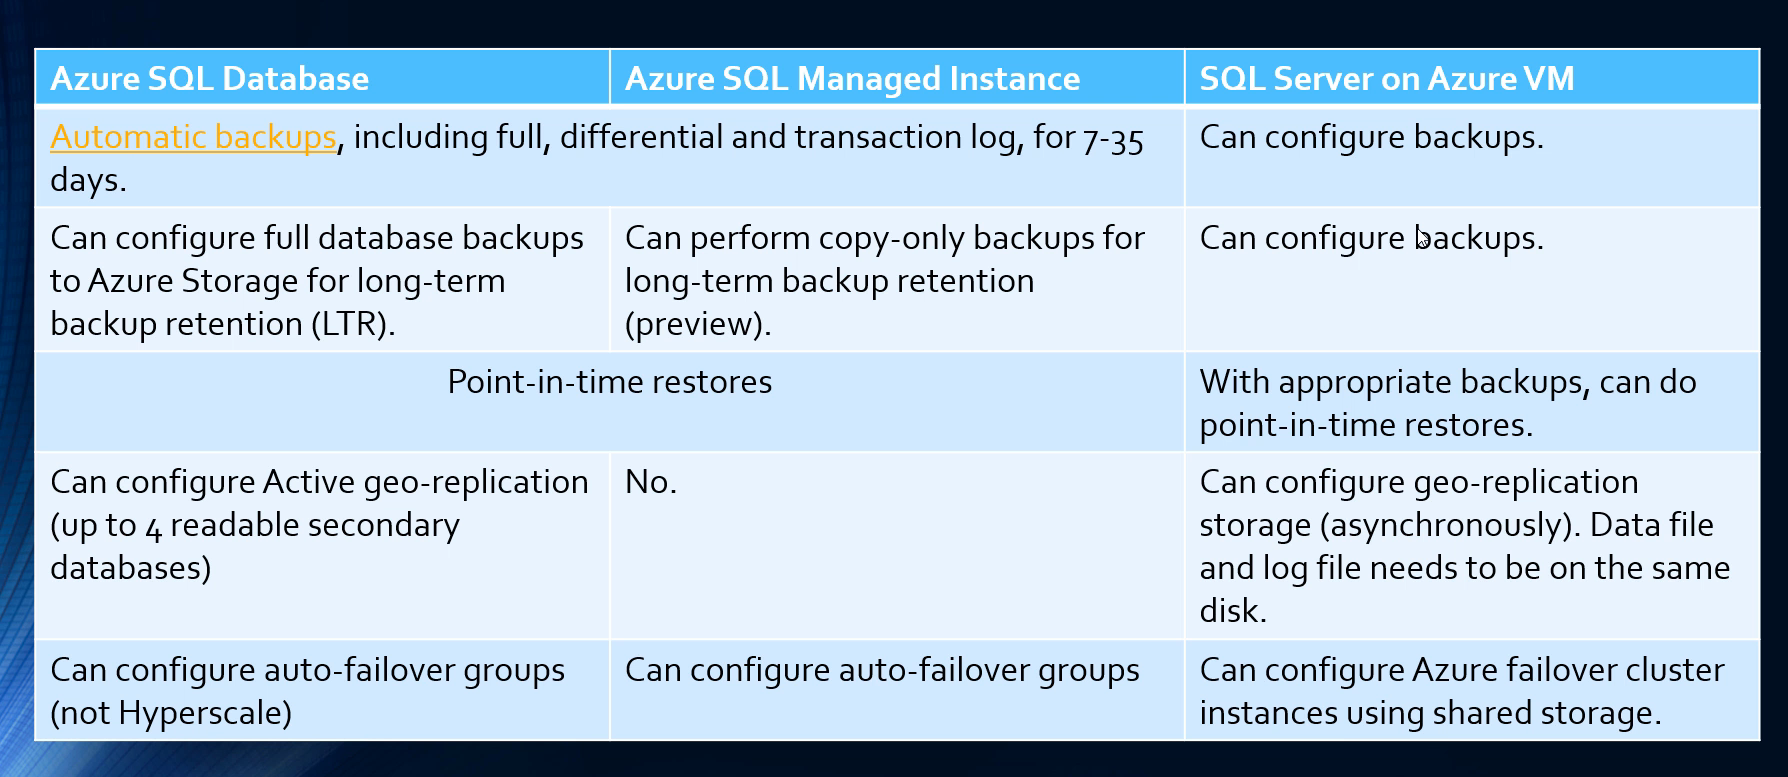 Azure SQL Database
Azure SQL Managed Instance
SQL Server on Azure VM
Automatic backups, including full, differential and transaction log, for 7-35
days.
Can configure backups.
Can configure full database backups
to Azure Storage for long-term
backup retention (LTR).
Can perform copy-only backups for
long-term backup retention
(preview).
Can configure backups.
Point-in-time restores
With appropriate backups, can do
point-in-time restores.
Can configure Active geo-replication
(up to 4 readable secondary
databases)
No.
Can configure geo-replication
storage (asynchronously). Data file
and log file needs to be on the same
disk.
Can configure auto-failover groups
(not Hyperscale)
Can configure auto-failover groups
Can configure Azure failover cluster
instances using shared storage.